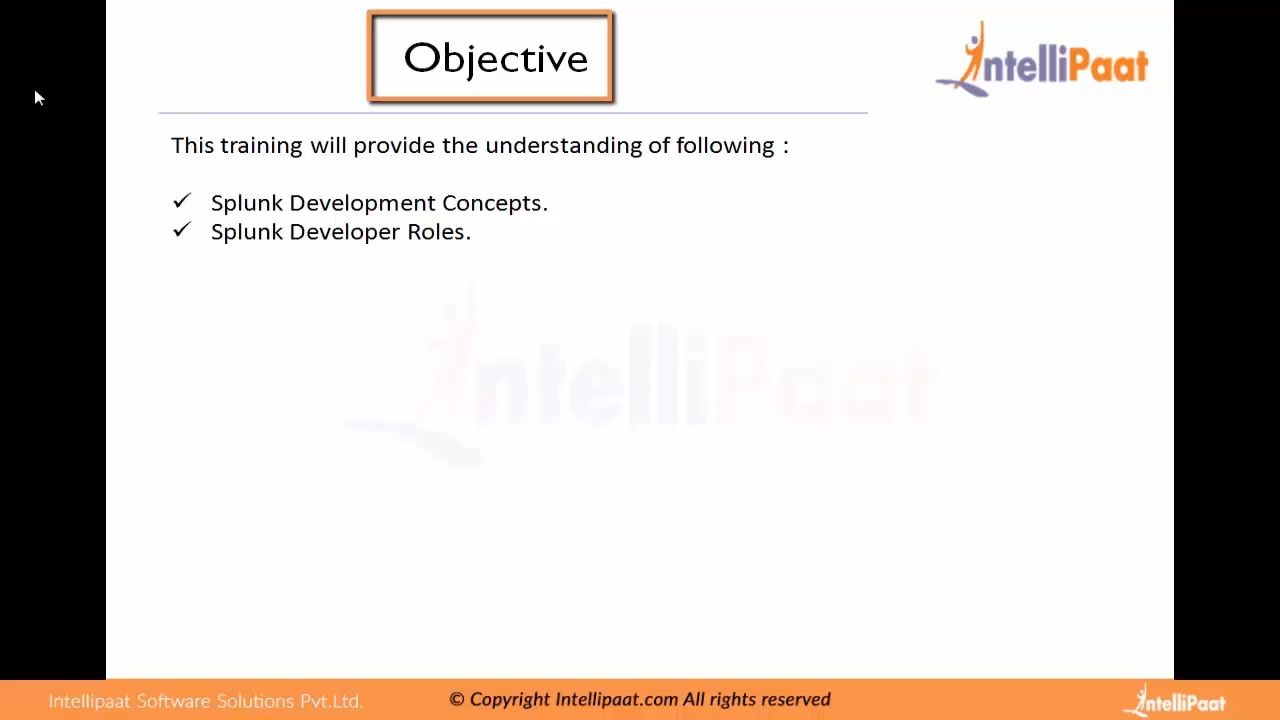 Objective
IntelliPaat
This training will provide the understanding of following :
✓ Splunk Development Concepts.
✓ Splunk Developer Roles.
IntelliPaat
Intellipaat Software Solutions Pvt.Ltd.
© Copyright Intellipaat.com All rights reserved
IntelliPaat